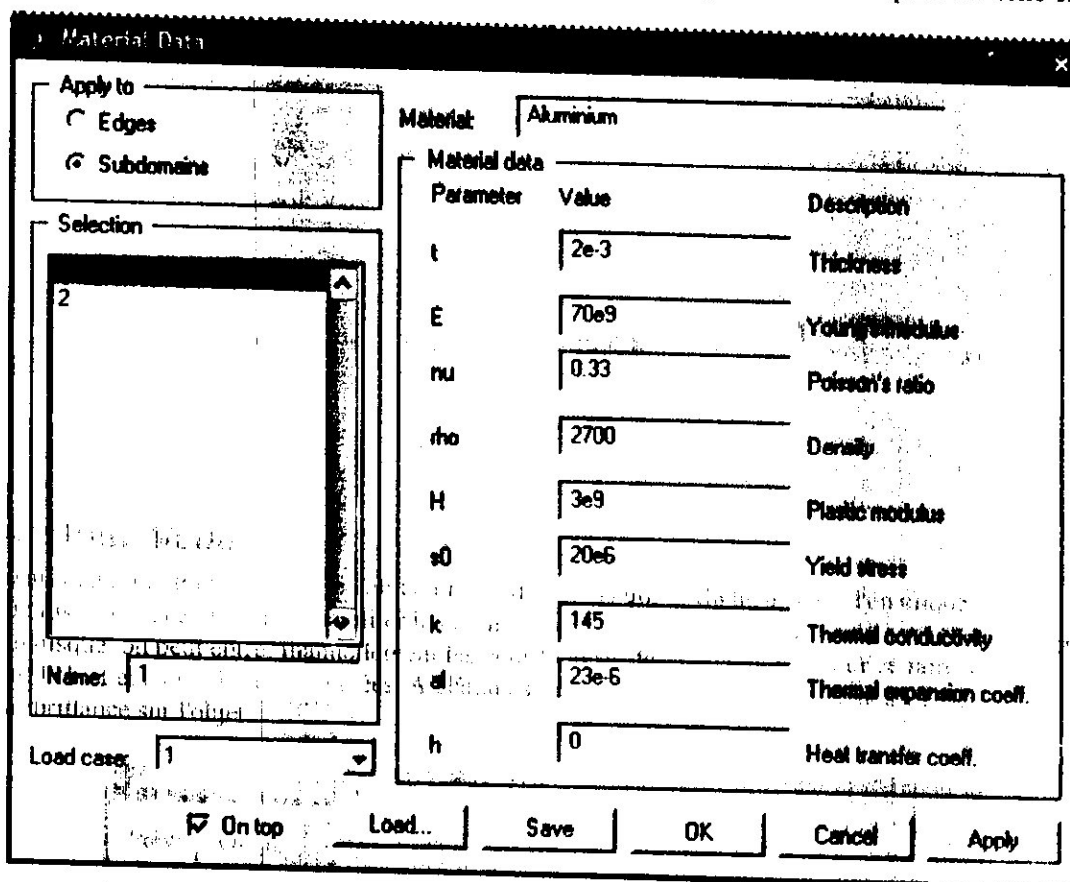 Material Data
Apply to
Edges
Subdomains
Material: Aluminium
Selection
2
Name: 1
Load case: 1
Material data
Parameter Value Description
t 2e-3 Thickness
E 70e9 Young's modulus
nu 0.33 Poisson's ratio
rho 2700 Density
H 3e9 Plastic modulus
s0 20e6 Yield stress
k 145 Thermal conductivity
al 23e-6 Thermal expansion coeff.
h 0 Heat transfer coeff.
On top Load... Save OK Cancel Apply